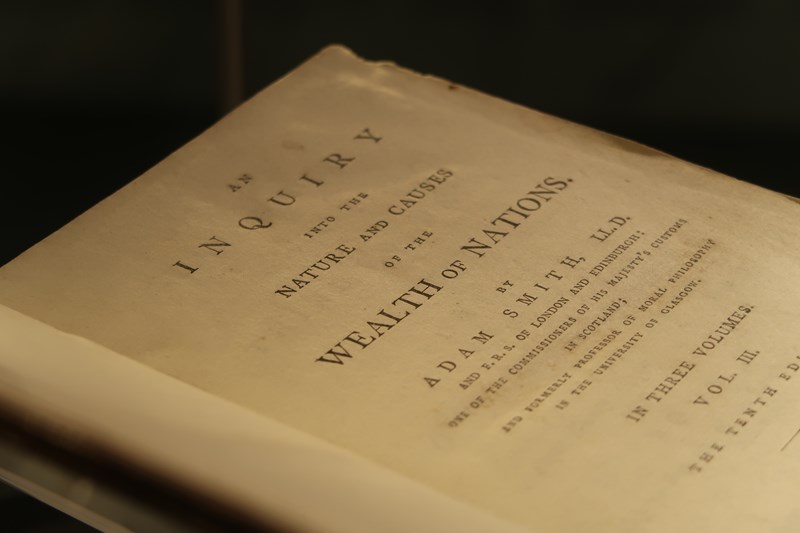 AN
INQUIRY
INTO THE
NATURE AND CAUSES
OF THE
WEALTH OF NATIONS.
BY
ADAM SMITH, LL.D.
AND F.R.S. OF LONDON AND EDINBURGH:
ONE OF THE COMMISSIONERS OF HIS MAJESTY'S CUSTOMS
IN SCOTLAND;
AND FORMERLY PROFESSOR OF MORAL PHILOSOPHY
IN THE UNIVERSITY OF GLASGOW.
IN THREE VOLUMES.
VOL. III.
THE TENTH